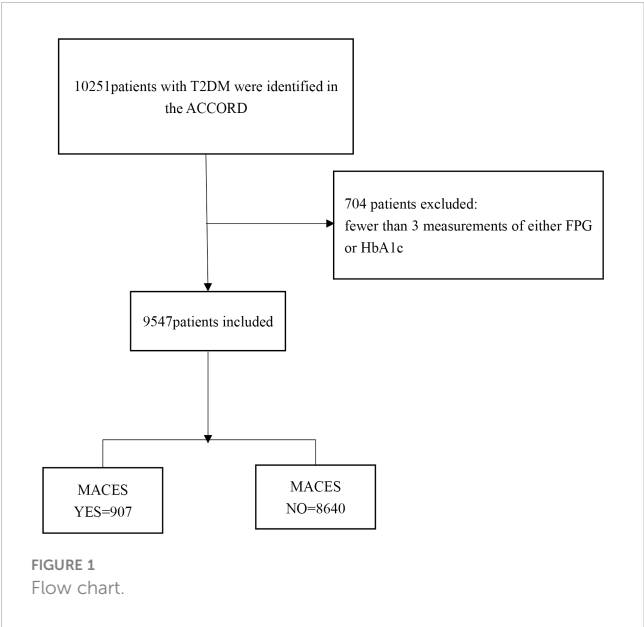 10251patients with T2DM were identified in
the ACCORD
704 patients excluded:
fewer than 3 measurements of either FPG
or HbA1c
9547patients included
MACES
YES=907
MACES
NO=8640
FIGURE 1
Flow chart.